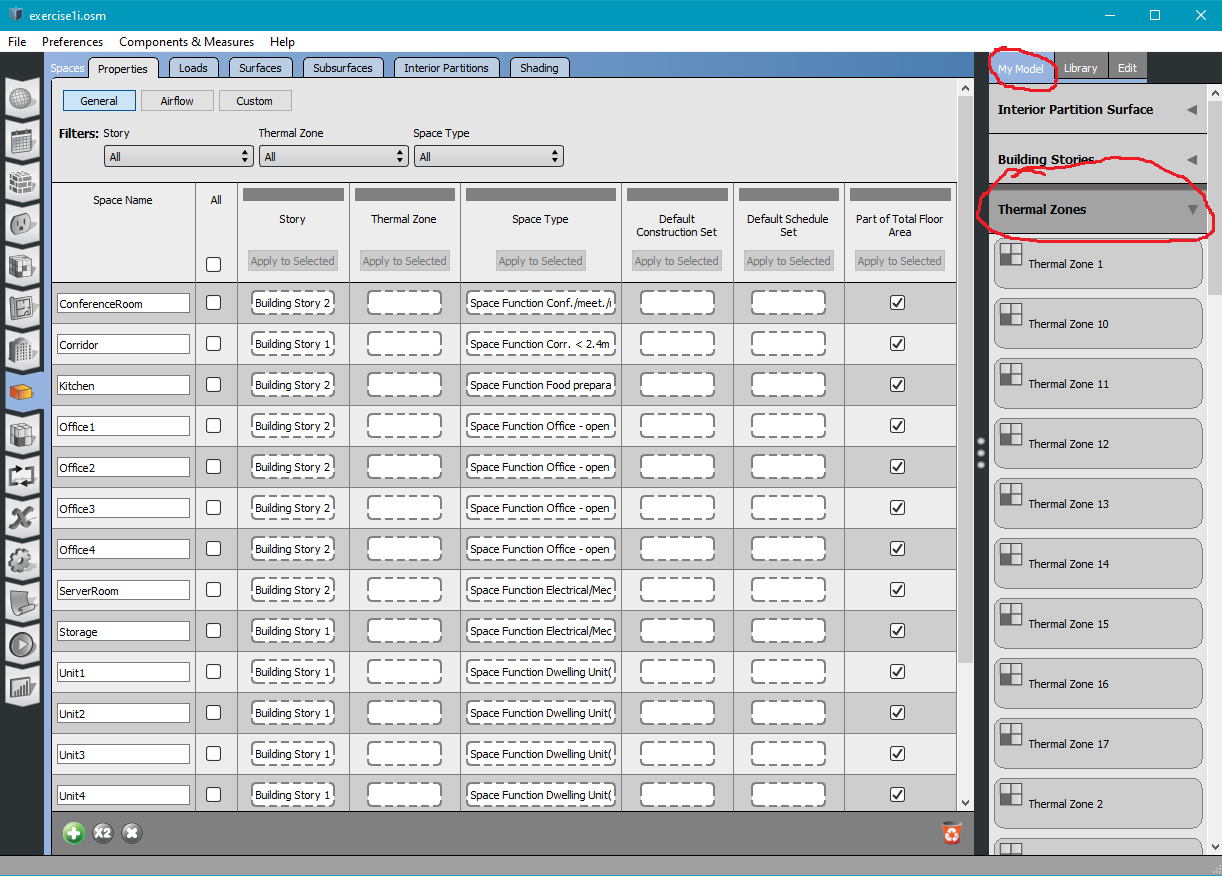 exercise1i.osm
File Preferences Components & Measures Help
Spaces Properties Loads Surfaces Subsurfaces Interior Partitions Shading
My Model Library Edit
General Airflow Custom
Filters: Story Thermal Zone Space Type
All All All
Space Name All Story Thermal Zone Space Type Default Construction Set Default Schedule Set Part of Total Floor Area
Apply to Selected Apply to Selected Apply to Selected Apply to Selected Apply to Selected Apply to Selected
ConferenceRoom Building Story 2 Space Function Conf./meet./
Corridor Building Story 1 Space Function Corr. < 2.4m
Kitchen Building Story 2 Space Function Food prepara
Office1 Building Story 2 Space Function Office - open
Office2 Building Story 2 Space Function Office - open
Office3 Building Story 2 Space Function Office - open
Office4 Building Story 2 Space Function Office - open
ServerRoom Building Story 2 Space Function Electrical/Mec
Storage Building Story 1 Space Function Electrical/Mec
Unit1 Building Story 1 Space Function Dwelling Unit(
Unit2 Building Story 1 Space Function Dwelling Unit(
Unit3 Building Story 1 Space Function Dwelling Unit(
Unit4 Building Story 1 Space Function Dwelling Unit(
X2
Interior Partition Surface
Building Stories
Thermal Zones
Thermal Zone 1
Thermal Zone 10
Thermal Zone 11
Thermal Zone 12
Thermal Zone 13
Thermal Zone 14
Thermal Zone 15
Thermal Zone 16
Thermal Zone 17
Thermal Zone 2